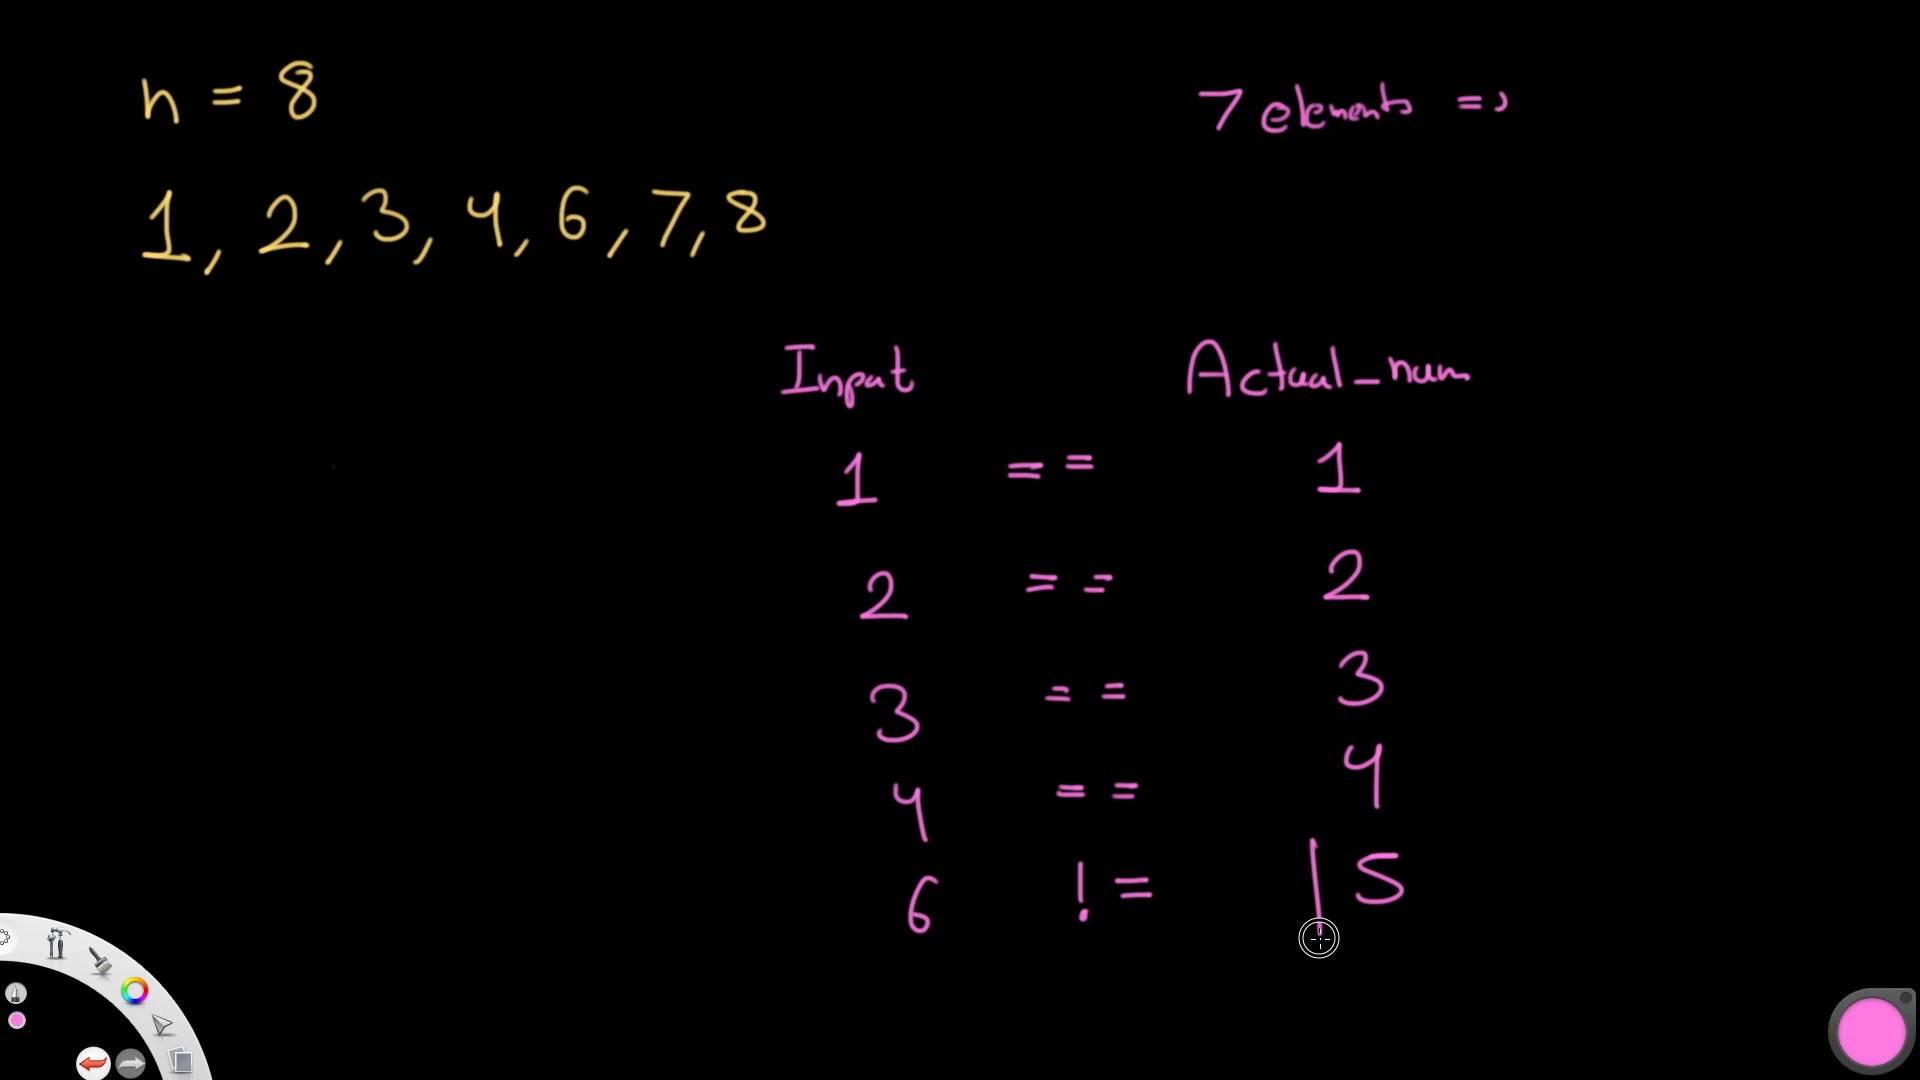 n = 8
7 elements =>
1, 2, 3, 4, 6, 7, 8
Input Actual_num
1 == 1
2 == 2
3 == 3
4 == 4
6 != | 5